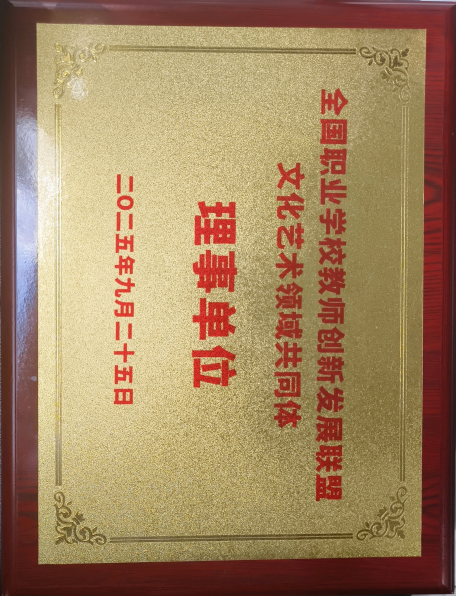 全国职业学校教师创新发展联盟
文化艺术领域共同体
理事单位
二〇二五年九月二十五日